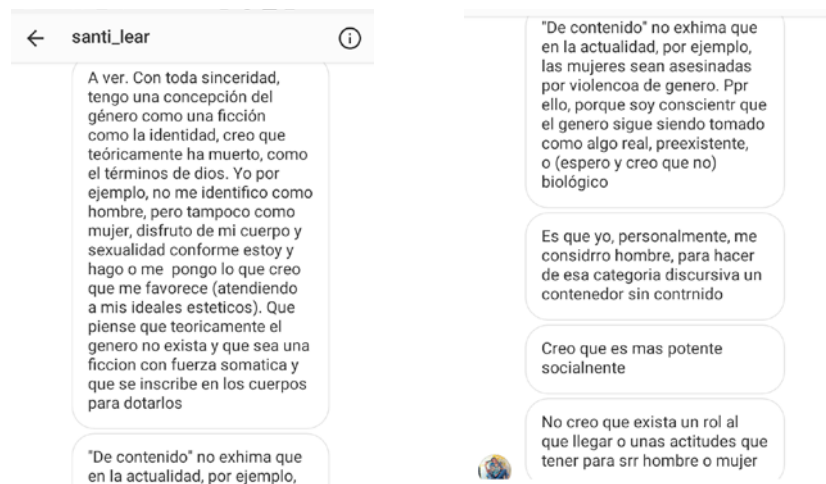 santi_lear
A ver. Con toda sinceridad,
tengo una concepción del
género como una ficción
como la identidad, creo que
teóricamente ha muerto, como
el términos de dios. Yo por
ejemplo, no me identifico como
hombre, pero tampoco como
mujer, disfruto de mi cuerpo y
sexualidad conforme estoy y
hago o me pongo lo que creo
que me favorece (atendiendo
a mis ideales esteticos). Que
piense que teoricamente el
genero no exista y que sea una
ficcion con fuerza somatica y
que se inscribe en los cuerpos
para dotarlos
"De contenido" no exhima que
en la actualidad, por ejemplo,
"De contenido" no exhima que
en la actualidad, por ejemplo,
las mujeres sean asesinadas
por violencoa de genero. Ppr
ello, porque soy conscientr que
el genero sigue siendo tomado
como algo real, preexistente,
o (espero y creo que no)
biológico
Es que yo, personalmente, me
considrro hombre, para hacer
de esa categoria discursiva un
contenedor sin contrnido
Creo que es mas potente
socialnente
No creo que exista un rol al
que llegar o unas actitudes que
tener para srr hombre o mujer